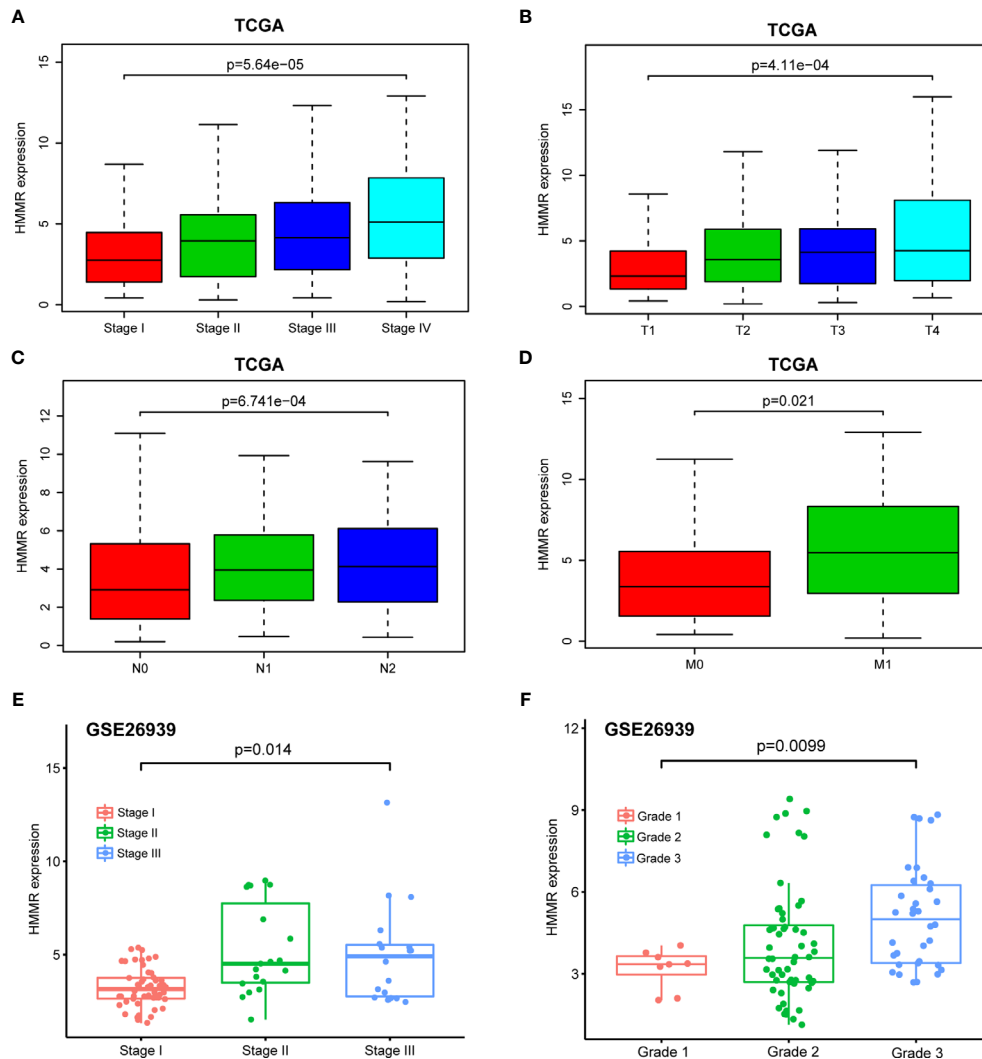 A
TCGA
p=5.64e−05
HMMR expression
15
10
5
0
Stage I Stage II Stage III Stage IV
B
TCGA
p=4.11e−04
HMMR expression
15
10
5
0
T1 T2 T3 T4
C
TCGA
p=6.741e−04
HMMR expression
12
10
8
6
4
2
0
N0 N1 N2
D
TCGA
p=0.021
HMMR expression
15
10
5
0
M0 M1
E
GSE26939
p=0.014
HMMR expression
15
10
5
Stage I
Stage II
Stage III
Stage I Stage II Stage III
F
GSE26939
p=0.0099
HMMR expression
12
9
6
3
Grade 1
Grade 2
Grade 3
Grade 1 Grade 2 Grade 3